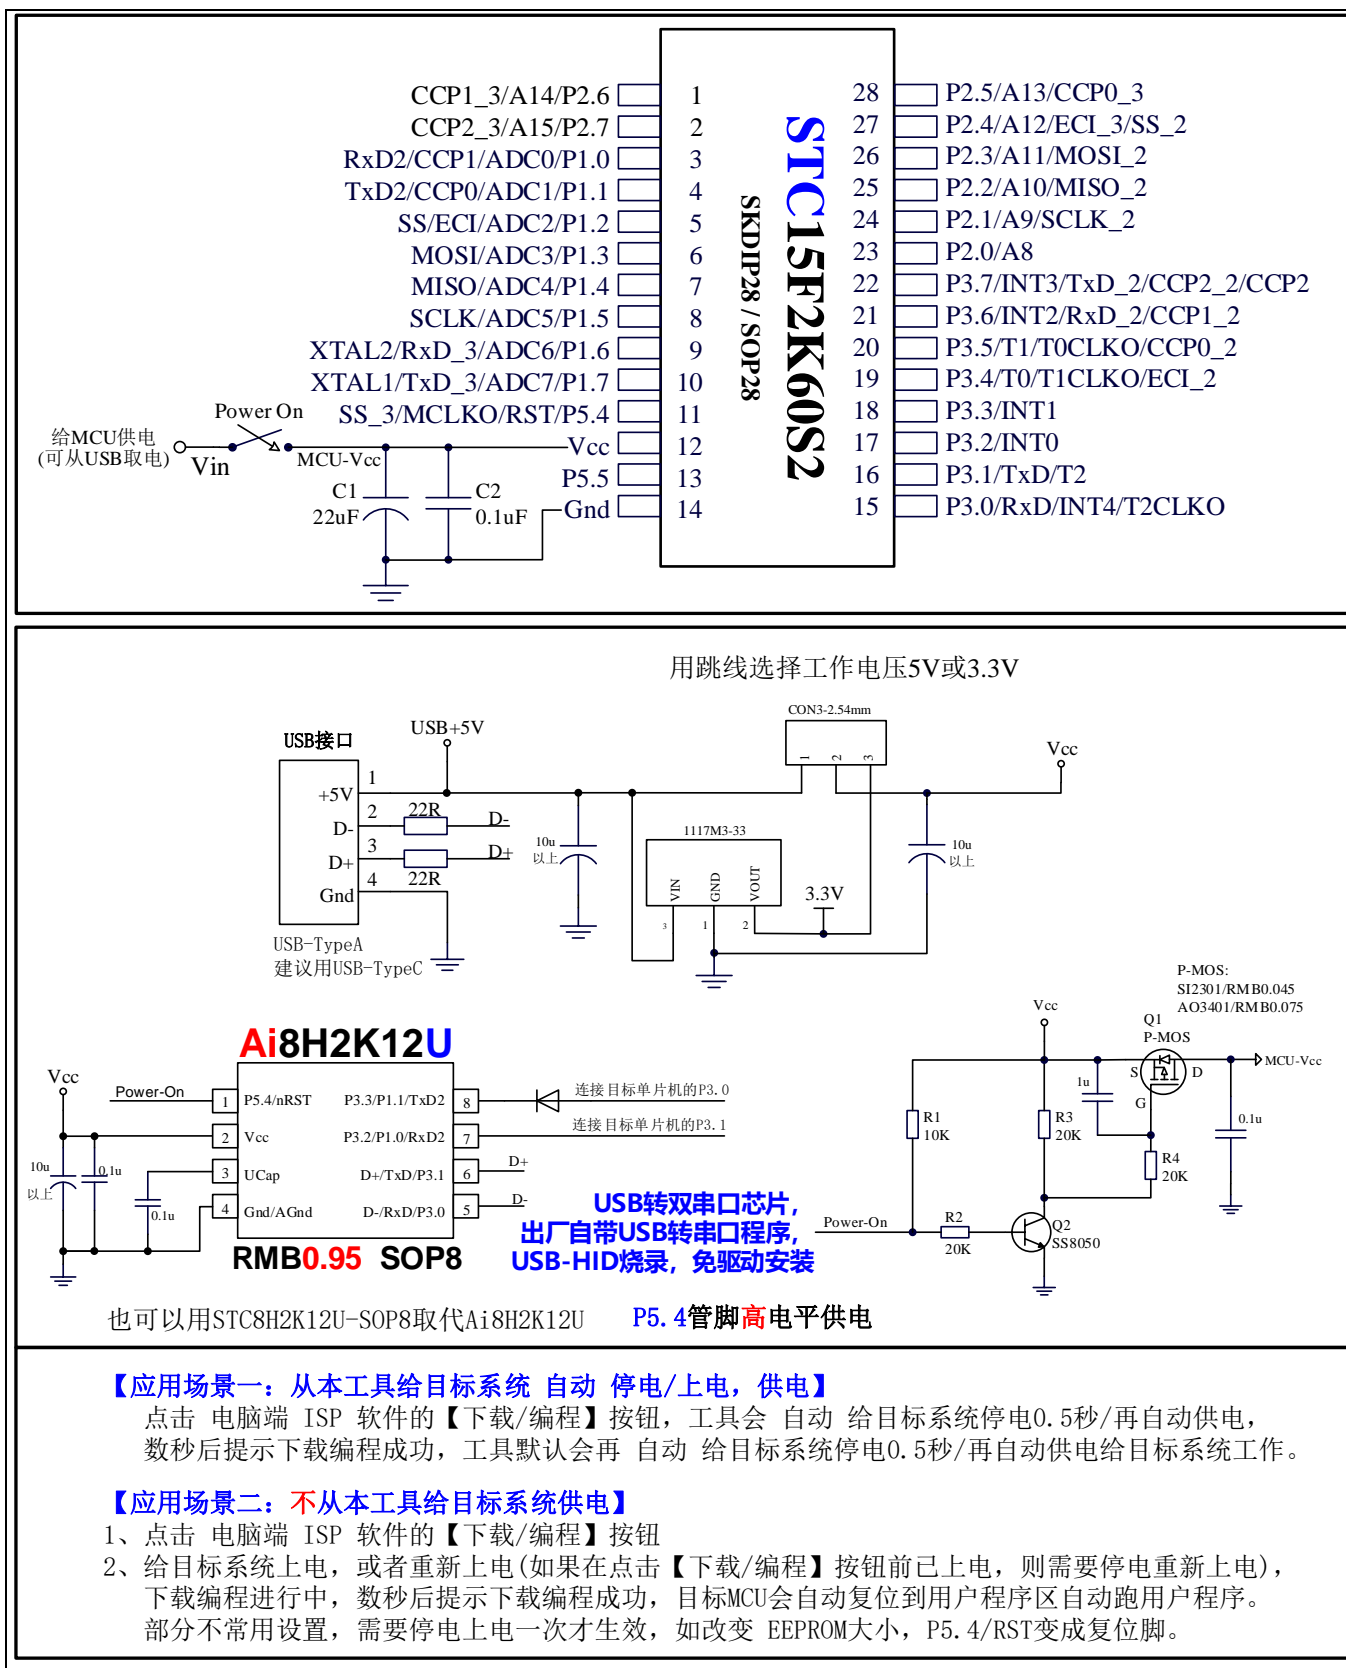 CCP1_3/A14/P2.6 1
CCP2_3/A15/P2.7 2
RxD2/CCP1/ADC0/P1.0 3
TxD2/CCP0/ADC1/P1.1 4
SS/ECI/ADC2/P1.2 5
MOSI/ADC3/P1.3 6
MISO/ADC4/P1.4 7
SCLK/ADC5/P1.5 8
XTAL2/RxD_3/ADC6/P1.6 9
XTAL1/TxD_3/ADC7/P1.7 10
SS_3/MCLKO/RST/P5.4 11
Vcc 12
P5.5 13
Gnd 14
STC15F2K60S2
SKDIP28 / SOP28
28 P2.5/A13/CCP0_3
27 P2.4/A12/ECI_3/SS_2
26 P2.3/A11/MOSI_2
25 P2.2/A10/MISO_2
24 P2.1/A9/SCLK_2
23 P2.0/A8
22 P3.7/INT3/TxD_2/CCP2_2/CCP2
21 P3.6/INT2/RxD_2/CCP1_2
20 P3.5/T1/T0CLKO/CCP0_2
19 P3.4/T0/T1CLKO/ECI_2
18 P3.3/INT1
17 P3.2/INT0
16 P3.1/TxD/T2
15 P3.0/RxD/INT4/T2CLKO
Power On
给MCU供电
(可从USB取电)
Vin
MCU-Vcc
C1
22uF
C2
0.1uF
用跳线选择工作电压5V或3.3V
CON3-2.54mm
1 2 3
USB接口
USB+5V
Vcc
+5V 1
D- 2 22R D-
D+ 3 22R D+
Gnd 4
USB-TypeA
建议用USB-TypeC
10u
以上
1117M3-33
VIN GND VOUT
3 1 2
3.3V
10u
以上
Ai8H2K12U
Vcc
Power-On
1 P5.4/nRST P3.3/P1.1/TxD2 8
2 Vcc P3.2/P1.0/RxD2 7
3 UCap D+/TxD/P3.1 6
4 Gnd/AGnd D-/RxD/P3.0 5
连接目标单片机的P3.0
连接目标单片机的P3.1
D+
D-
10u
以上
0.1u
0.1u
RMB0.95 SOP8
USB转双串口芯片，
出厂自带USB转串口程序，
USB-HID烧录，免驱动安装
P-MOS:
SI2301/RMB0.045
AO3401/RMB0.075
Vcc
Q1
P-MOS
S D
G
MCU-Vcc
1u
R1
10K
R3
20K
R4
20K
0.1u
Power-On
R2
20K
Q2
SS8050
也可以用STC8H2K12U-SOP8取代Ai8H2K12U
P5.4管脚高电平供电
【应用场景一：从本工具给目标系统 自动 停电/上电，供电】
点击 电脑端 ISP 软件的【下载/编程】按钮，工具会 自动 给目标系统停电0.5秒/再自动供电，
数秒后提示下载编程成功，工具默认会再 自动 给目标系统停电0.5秒/再自动供电给目标系统工作。
【应用场景二：不从本工具给目标系统供电】
1、点击 电脑端 ISP 软件的【下载/编程】按钮
2、给目标系统上电，或者重新上电(如果在点击【下载/编程】按钮前己上电，则需要停电重新上电)，
下载编程进行中，数秒后提示下载编程成功，目标MCU会自动复位到用户程序区自动跑用户程序。
部分不常用设置，需要停电上电一次才生效，如改变 EEPROM大小，P5.4/RST变成复位脚。